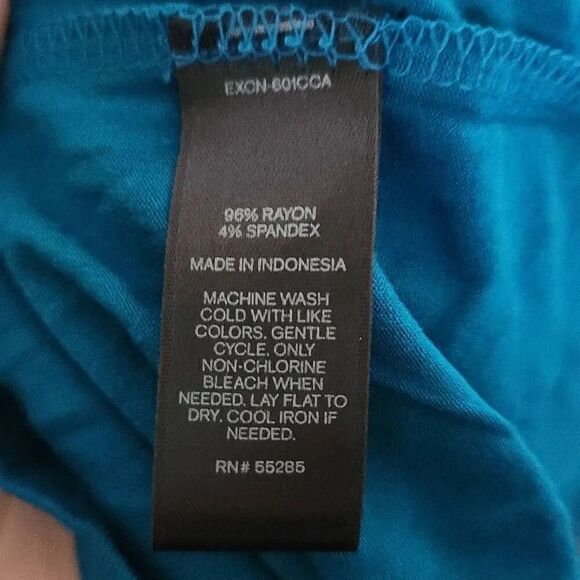 EXCN-601CCA
96% RAYON
4% SPANDEX
MADE IN INDONESIA
MACHINE WASH
COLD WITH LIKE
COLORS. GENTLE
CYCLE. ONLY
NON-CHLORINE
BLEACH WHEN
NEEDED. LAY FLAT TO
DRY. COOL IRON IF
NEEDED.
RN# 55285